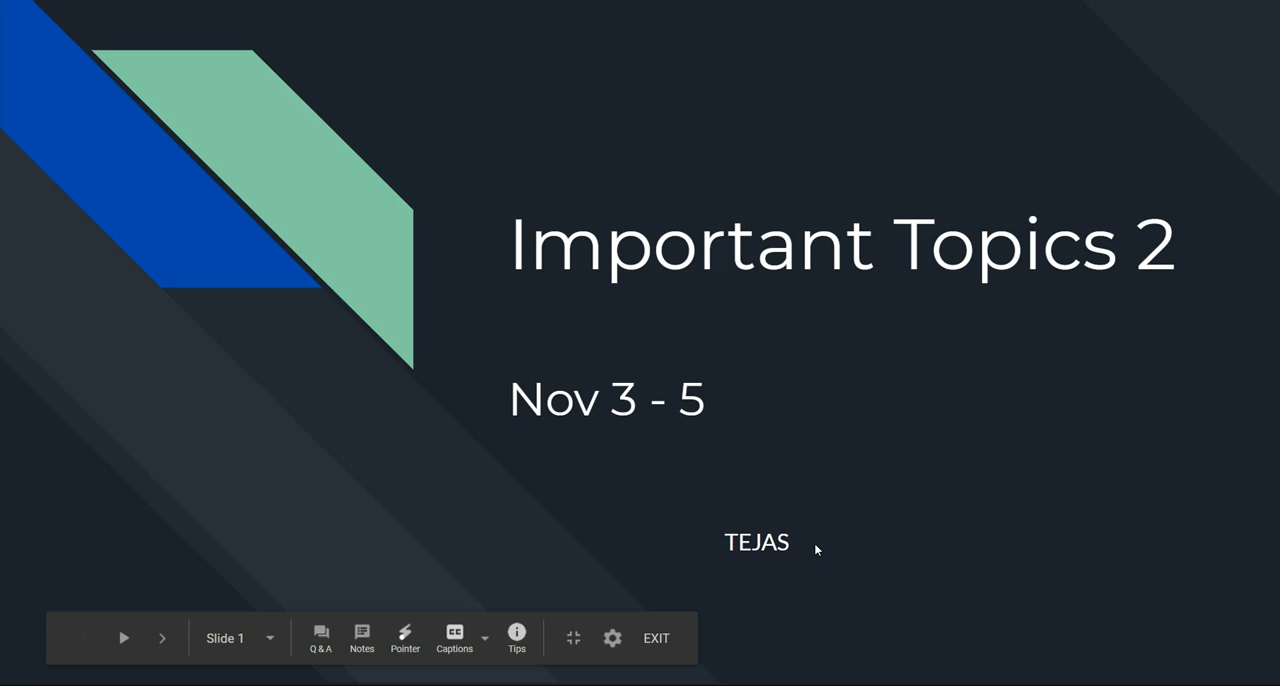 Important Topics 2
Nov 3 - 5
TEJAS
Slide 1
Q & A
Notes
Pointer
Captions
Tips
EXIT